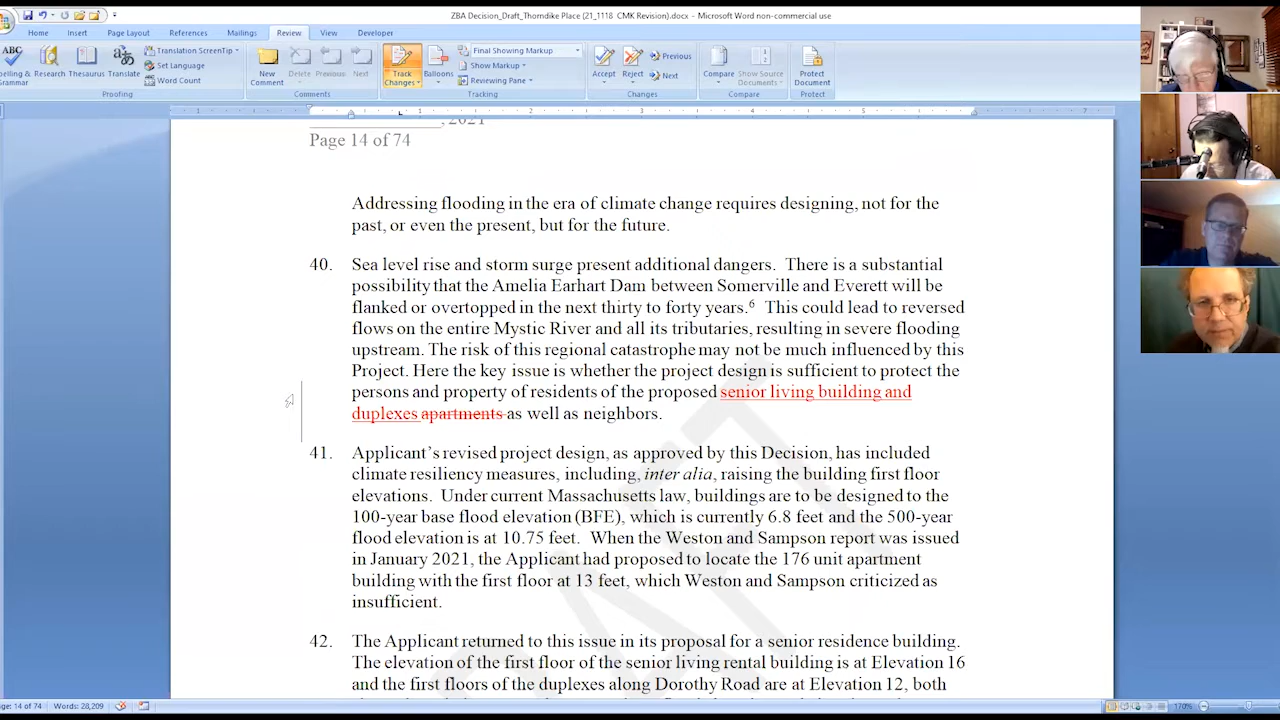 ZBA Decision_Draft_Thorndike Place (21_1118 CMK Revision).docx - Microsoft Word non-commercial use
Home Insert Page Layout References Mailings Review View Developer
ABC Translation ScreenTip Final Showing Markup Previous
Set Language Show Markup
Research Thesaurus Translate Word Count New Delete Previous Next Track Balloons Reviewing Pane Accept Reject Next Compare Show Source Protect
Grammar Comment Changes Documents Document
Proofing Comments Tracking Changes Compare Protect
, 2021
Page 14 of 74
Addressing flooding in the era of climate change requires designing, not for the
past, or even the present, but for the future.
40. Sea level rise and storm surge present additional dangers. There is a substantial
possibility that the Amelia Earhart Dam between Somerville and Everett will be
flanked or overtopped in the next thirty to forty years.6 This could lead to reversed
flows on the entire Mystic River and all its tributaries, resulting in severe flooding
upstream. The risk of this regional catastrophe may not be much influenced by this
Project. Here the key issue is whether the project design is sufficient to protect the
persons and property of residents of the proposed senior living building and
duplexes apartments as well as neighbors.
41. Applicant's revised project design, as approved by this Decision, has included
climate resiliency measures, including, inter alia, raising the building first floor
elevations. Under current Massachusetts law, buildings are to be designed to the
100-year base flood elevation (BFE), which is currently 6.8 feet and the 500-year
flood elevation is at 10.75 feet. When the Weston and Sampson report was issued
in January 2021, the Applicant had proposed to locate the 176 unit apartment
building with the first floor at 13 feet, which Weston and Sampson criticized as
insufficient.
42. The Applicant returned to this issue in its proposal for a senior residence building.
The elevation of the first floor of the senior living rental building is at Elevation 16
and the first floors of the duplexes along Dorothy Road are at Elevation 12, both
DRAFT
Page: 14 of 74 Words: 28,209 170%